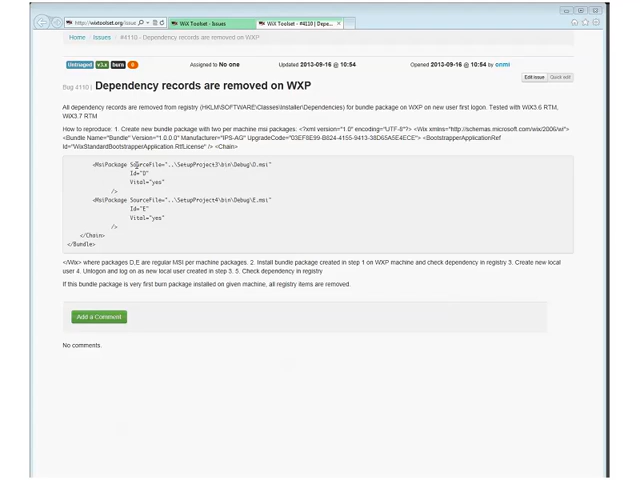 http://wixtoolset.org/issue
WiX Toolset - Issues
WiX Toolset - #4110 | Depe...
Home Issues #4110 - Dependency records are removed on WXP
Untriaged v3.x burn 0 Assigned to No one Updated 2013-09-16 @ 10:54 Opened 2013-09-16 @ 10:54 by onmi
Edit issue Quick edit
Bug 4110 | Dependency records are removed on WXP
All dependency records are removed from registry (HKLM\SOFTWARE\Classes\Installer\Dependencies) for bundle package on WXP on new user first logon. Tested with WiX3.6 RTM,
WiX3.7 RTM
How to reproduce: 1. Create new bundle package with two per machine msi packages: <?xml version="1.0" encoding="UTF-8"?> <Wix xmlns="http://schemas.microsoft.com/wix/2006/wi">
<Bundle Name="Bundle" Version="1.0.0.0" Manufacturer="IPS-AG" UpgradeCode="03EF8E99-B824-4155-9413-38D65A5E4ECE"> <BootstrapperApplicationRef
Id="WixStandardBootstrapperApplication.RtfLicense" /> <Chain>
<MsiPackage SourceFile="..\SetupProject3\bin\Debug\D.msi"
Id="D"
Vital="yes"
/>
<MsiPackage SourceFile="..\SetupProject4\bin\Debug\E.msi"
Id="E"
Vital="yes"
/>
</Chain>
</Bundle>
</Wix> where packages D,E are regular MSI per machine packages. 2. Install bundle package created in step 1 on WXP machine and check dependency in registry 3. Create new local
user 4. Unlogon and log on as new local user created in step 3. 5. Check dependency in registry
If this bundle package is very first burn package installed on given machine, all registry items are removed.
Add a Comment
No comments.